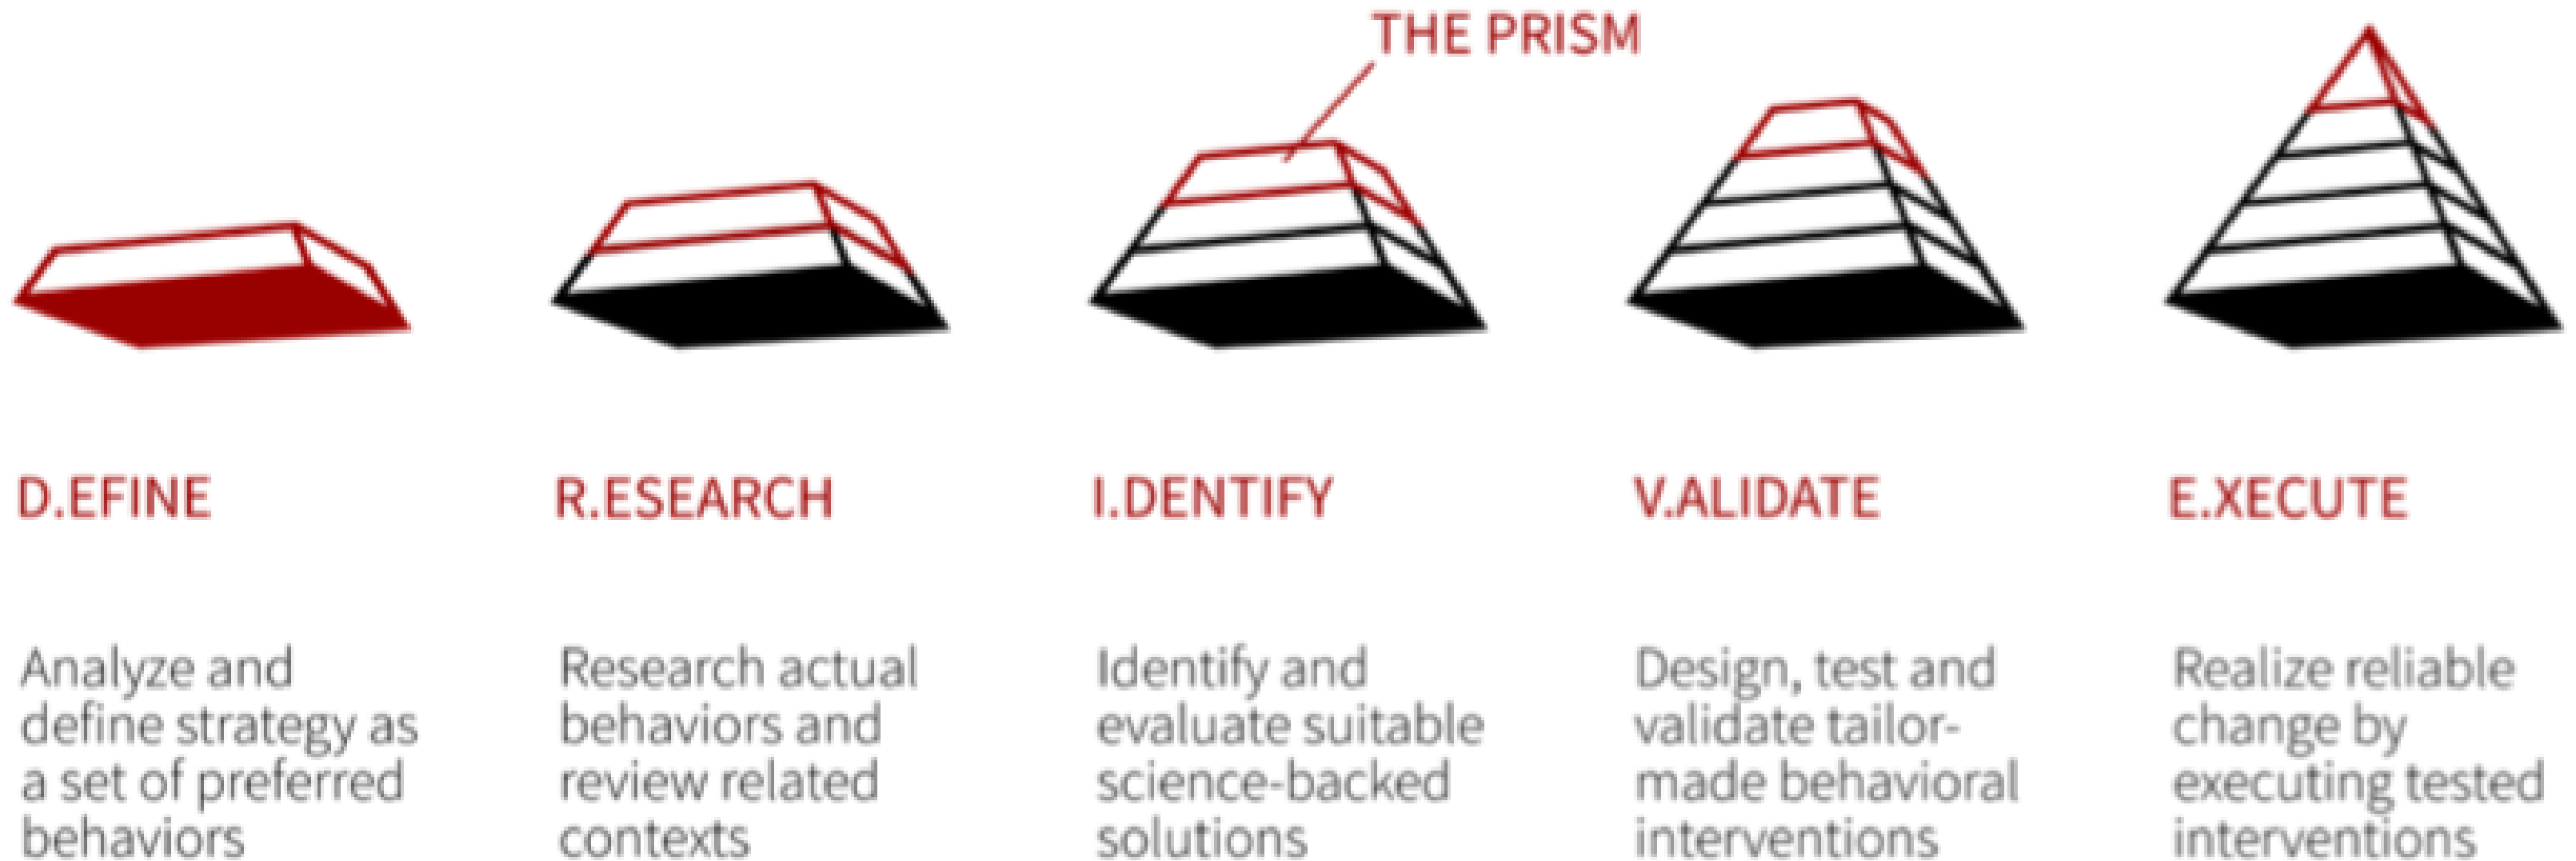 THE PRISM
D.EFINE
Analyze and
define strategy as
a set of preferred
behaviors
R.ESEARCH
Research actual
behaviors and
review related
contexts
I.DENTIFY
Identify and
evaluate suitable
science-backed
solutions
V.ALIDATE
Design, test and
validate tailor-
made behavioral
interventions
E.XECUTE
Realize reliable
change by
executing tested
interventions